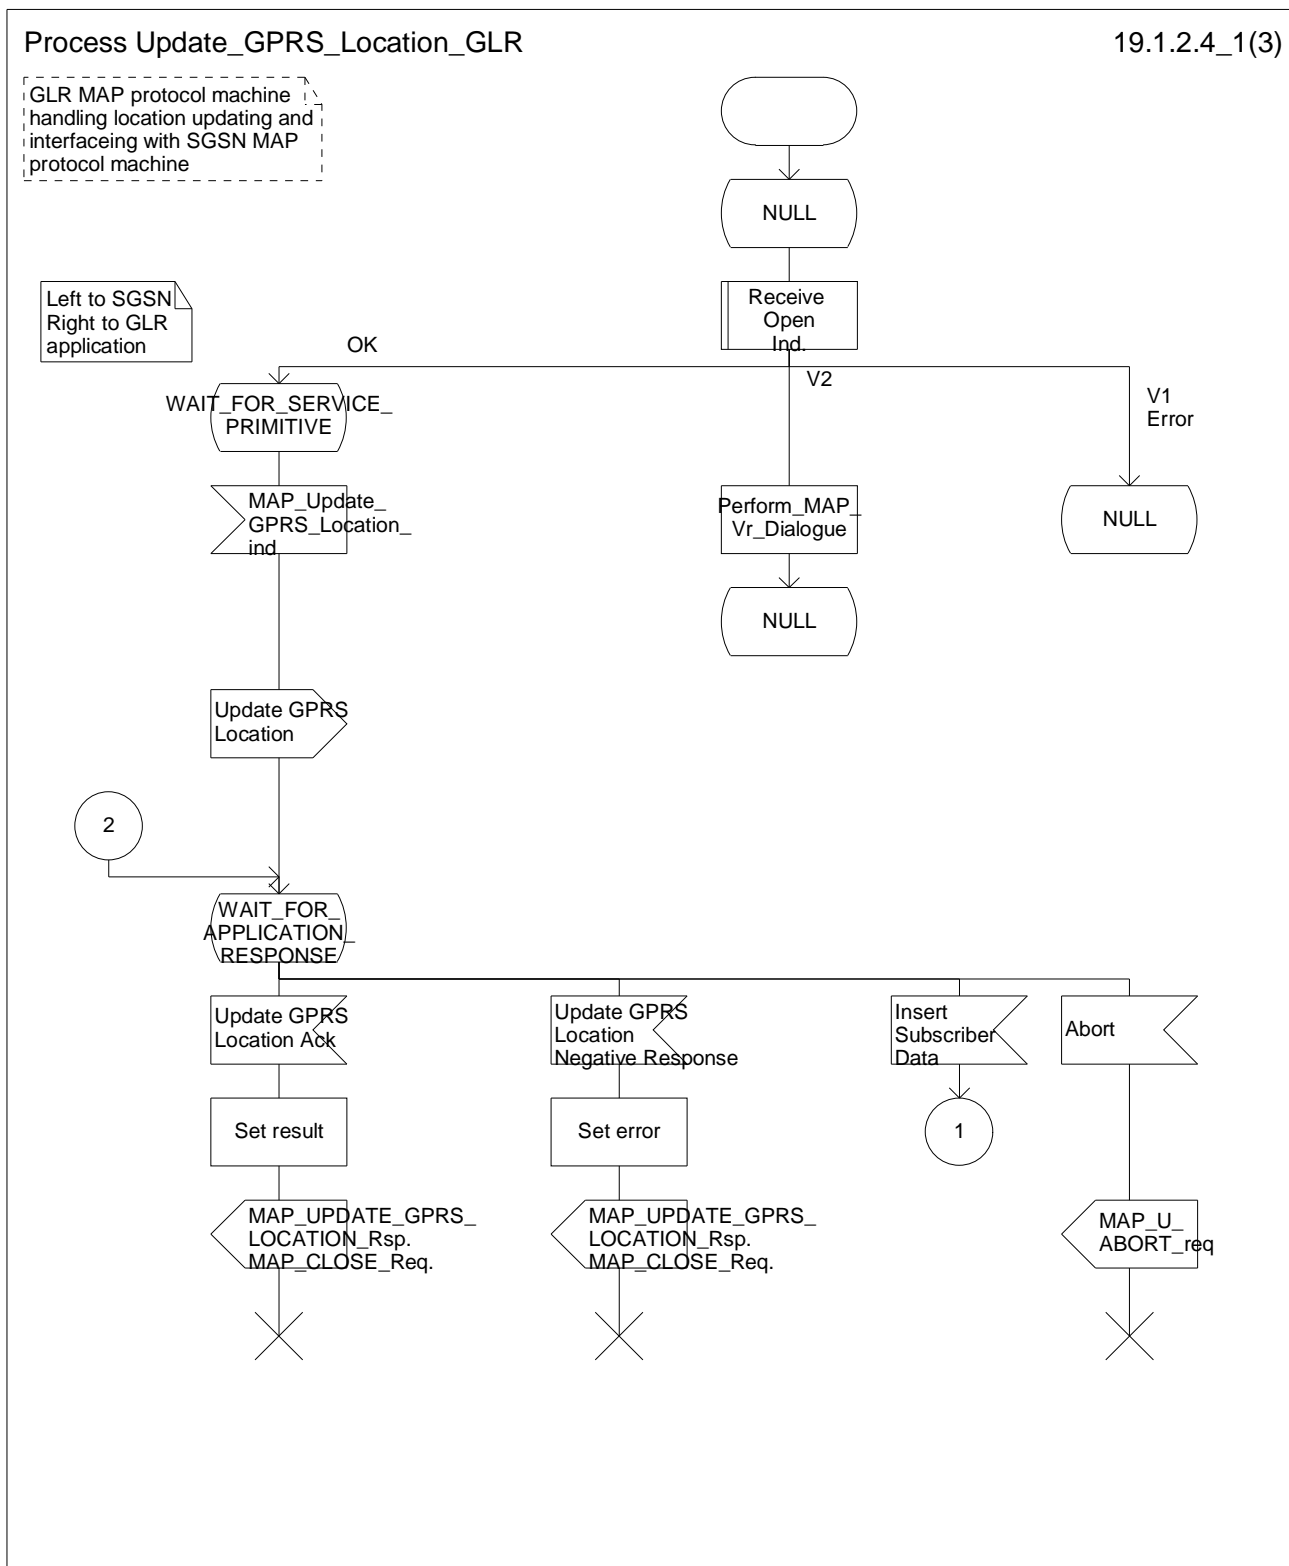 Process Update_GPRS_Location_GLR
19.1.2.4_1(3)
GLR MAP protocol machine
handling location updating and
interfaceing with SGSN MAP
protocol machine
NULL
Left to SGSN
Right to GLR
application
Receive
Open
Ind.
OK
V2
V1
Error
WAIT_FOR_SERVICE_
PRIMITIVE
MAP_Update_
GPRS_Location_
ind
Perform_MAP_
Vr_Dialogue
NULL
NULL
Update GPRS
Location
2
WAIT_FOR_
APPLICATION_
RESPONSE
Update GPRS
Location Ack
Update GPRS
Location
Negative Response
Insert
Subscriber
Data
Abort
Set result
Set error
1
MAP_UPDATE_GPRS_
LOCATION_Rsp.
MAP_CLOSE_Req.
MAP_UPDATE_GPRS_
LOCATION_Rsp.
MAP_CLOSE_Req.
MAP_U_
ABORT_req